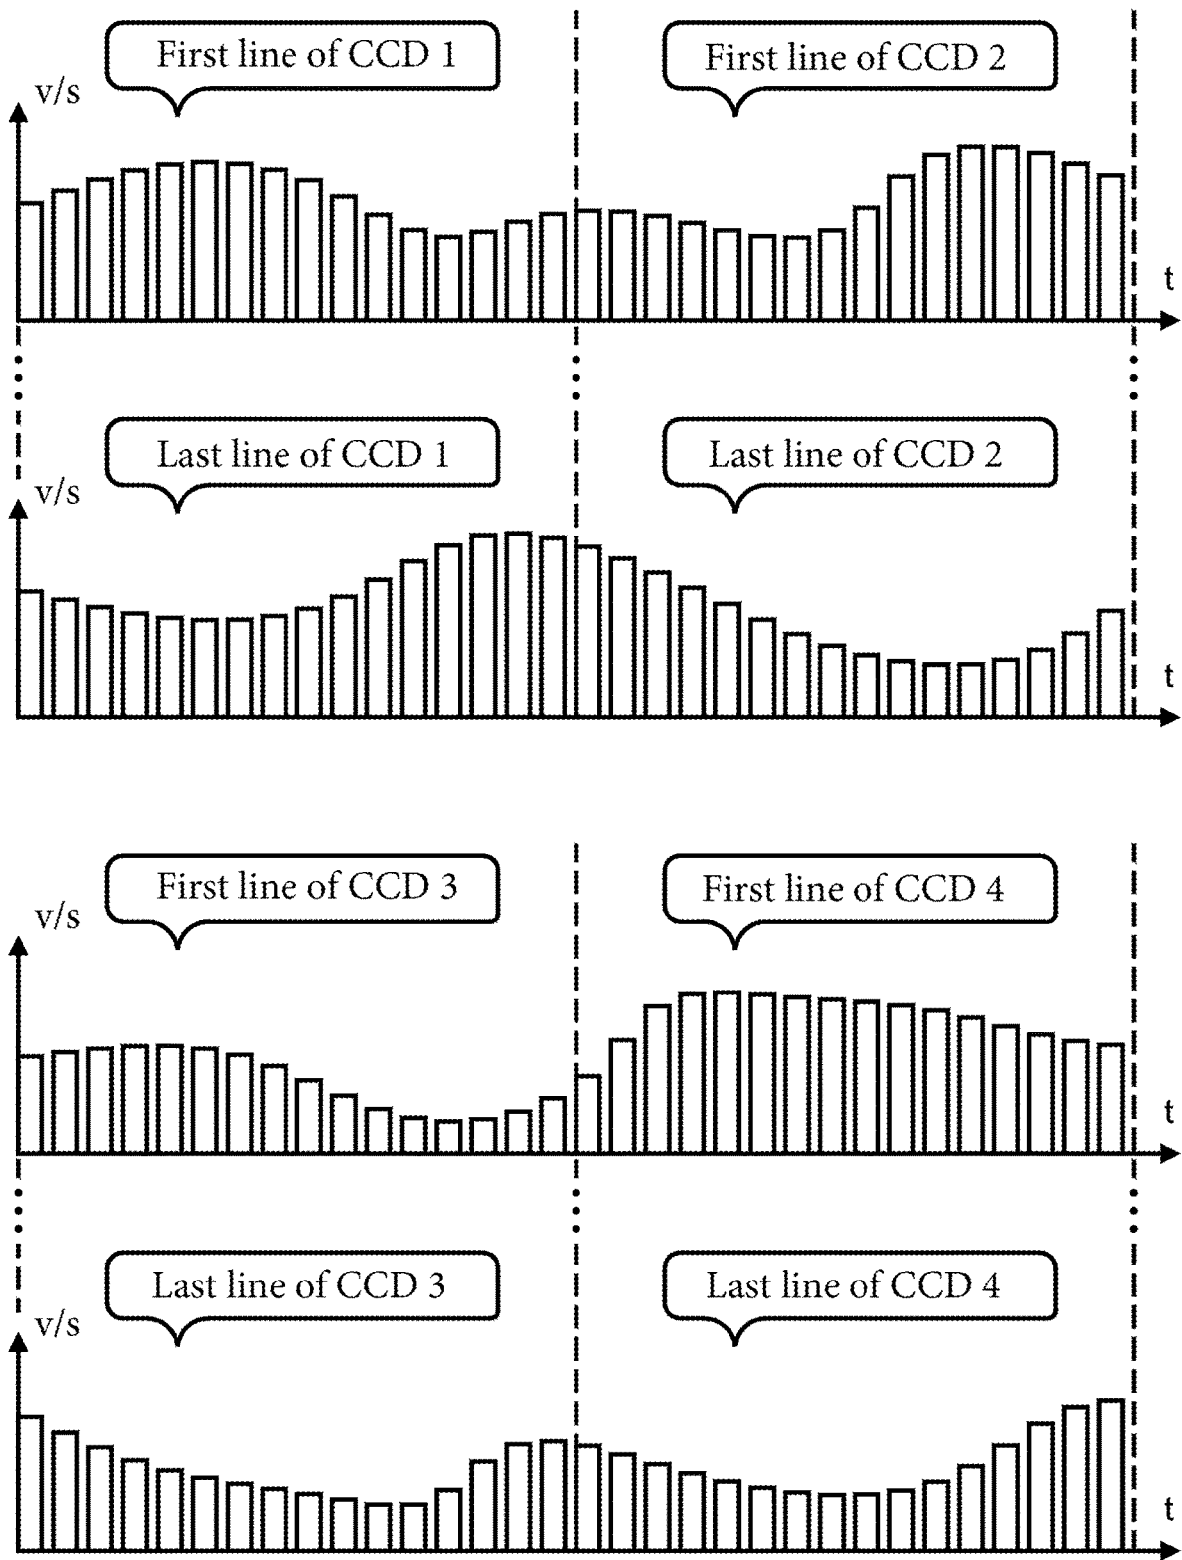 First line of CCD 1
First line of CCD 2
v/s
t
Last line of CCD 1
Last line of CCD 2
v/s
t
First line of CCD 3
First line of CCD 4
v/s
t
Last line of CCD 3
Last line of CCD 4
v/s
t